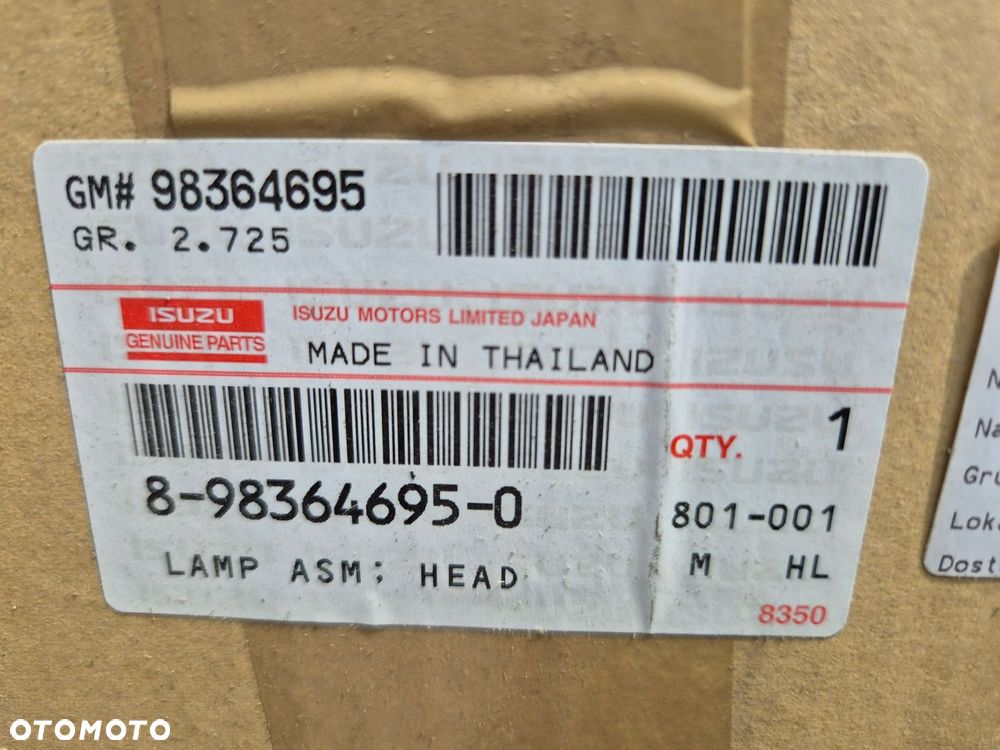 GM# 98364695
GR. 2.725
ISUZU
GENUINE PARTS
ISUZU MOTORS LIMITED JAPAN
MADE IN THAILAND
QTY. 1
8-98364695-0
801-001
LAMP ASM; HEAD
M HL
8350
OTOMOTO